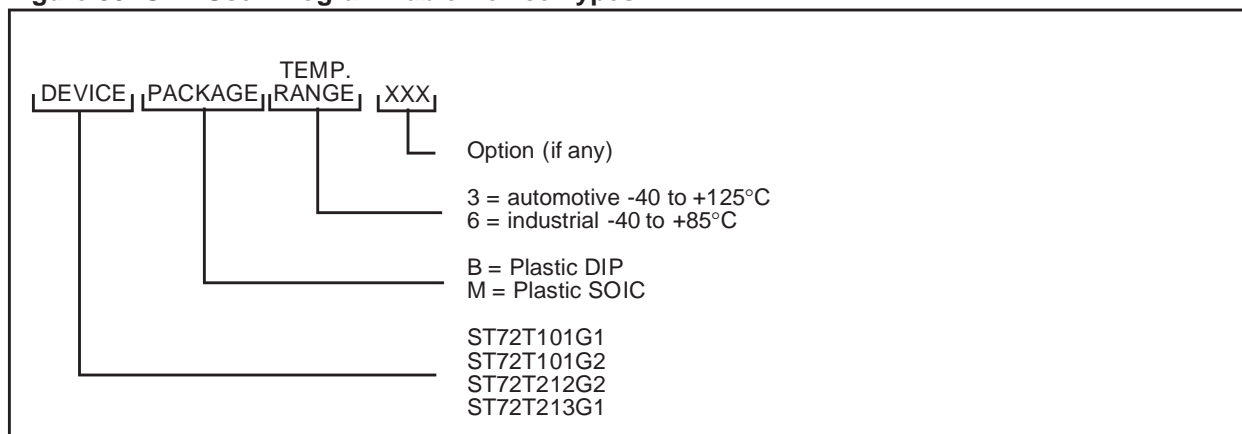 TEMP.
DEVICE PACKAGE RANGE XXX
Option (if any)
3 = automotive -40 to +125°C
6 = industrial -40 to +85°C
B = Plastic DIP
M = Plastic SOIC
ST72T101G1
ST72T101G2
ST72T212G2
ST72T213G1